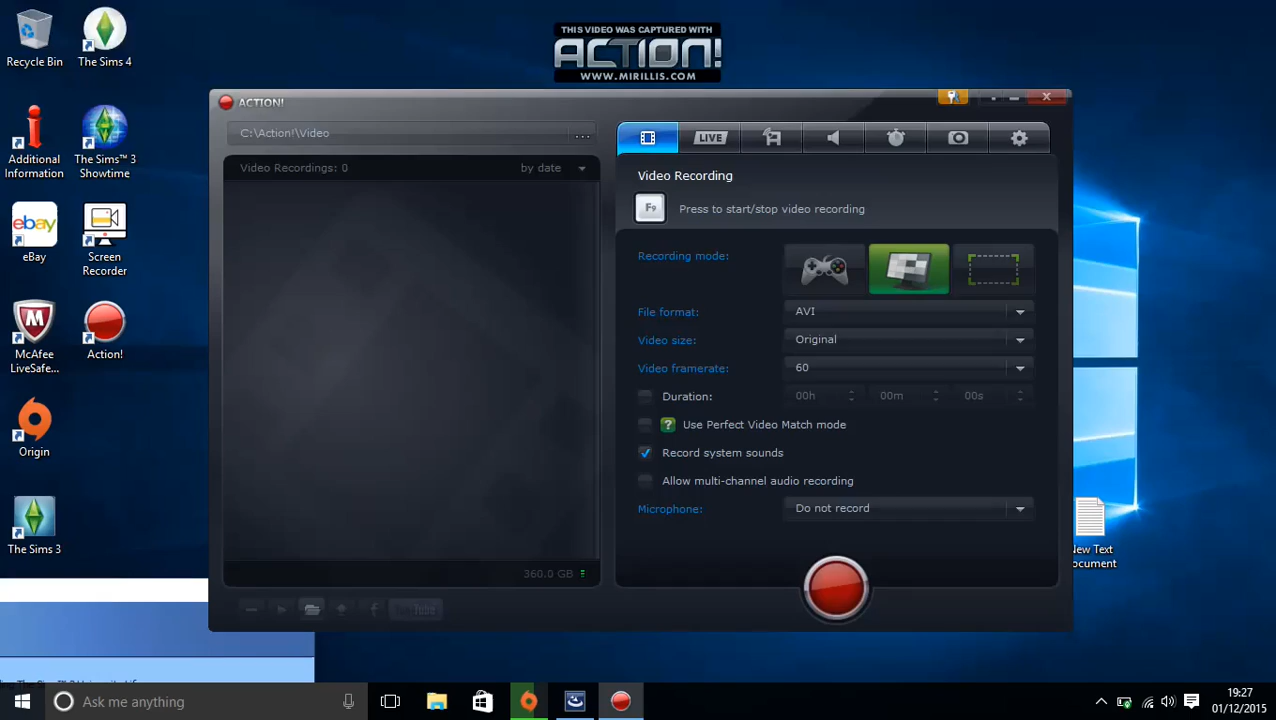 Recycle Bin
The Sims 4
THIS VIDEO WAS CAPTURED WITH
ACTION!
WWW.MIRILLIS.COM
ACTION!
C:\Action!\Video
...
LIVE
Video Recordings: 0
by date
Video Recording
F9
Press to start/stop video recording
Recording mode:
File format:
AVI
Video size:
Original
Video framerate:
60
Duration:
00h
00m
00s
?
Use Perfect Video Match mode
Record system sounds
Allow multi-channel audio recording
Microphone:
Do not record
360.0 GB
Additional
Information
The Sims™ 3
Showtime
ebay
eBay
Screen
Recorder
McAfee
LiveSafe...
Action!
Origin
The Sims 3
New Text
Document
Ask me anything
19:27
01/12/2015